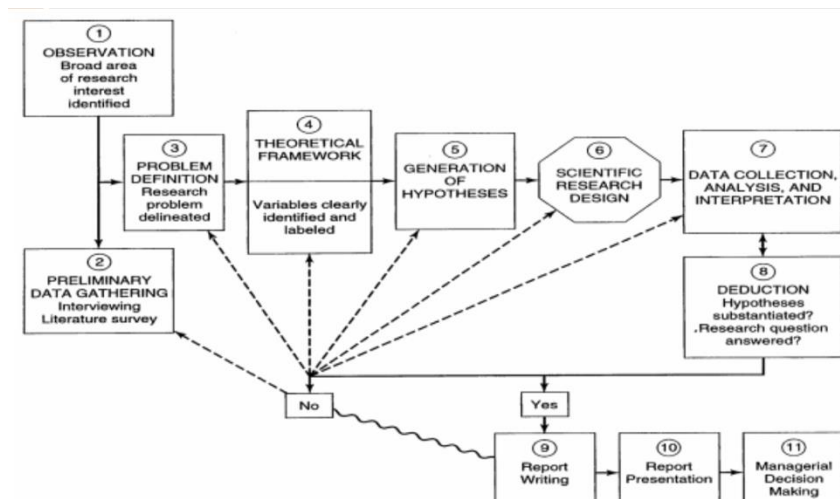 1
OBSERVATION
Broad area
of research
interest
identified
2
PRELIMINARY
DATA GATHERING
Interviewing
Literature survey
3
PROBLEM
DEFINITION
Research
problem
delineated
4
THEORETICAL
FRAMEWORK
Variables clearly
identified and
labeled
5
GENERATION
OF
HYPOTHESES
6
SCIENTIFIC
RESEARCH
DESIGN
7
DATA COLLECTION,
ANALYSIS, AND
INTERPRETATION
8
DEDUCTION
Hypotheses
substantiated?
.Research question
answered?
No
Yes
9
Report
Writing
10
Report
Presentation
11
Managerial
Decision
Making